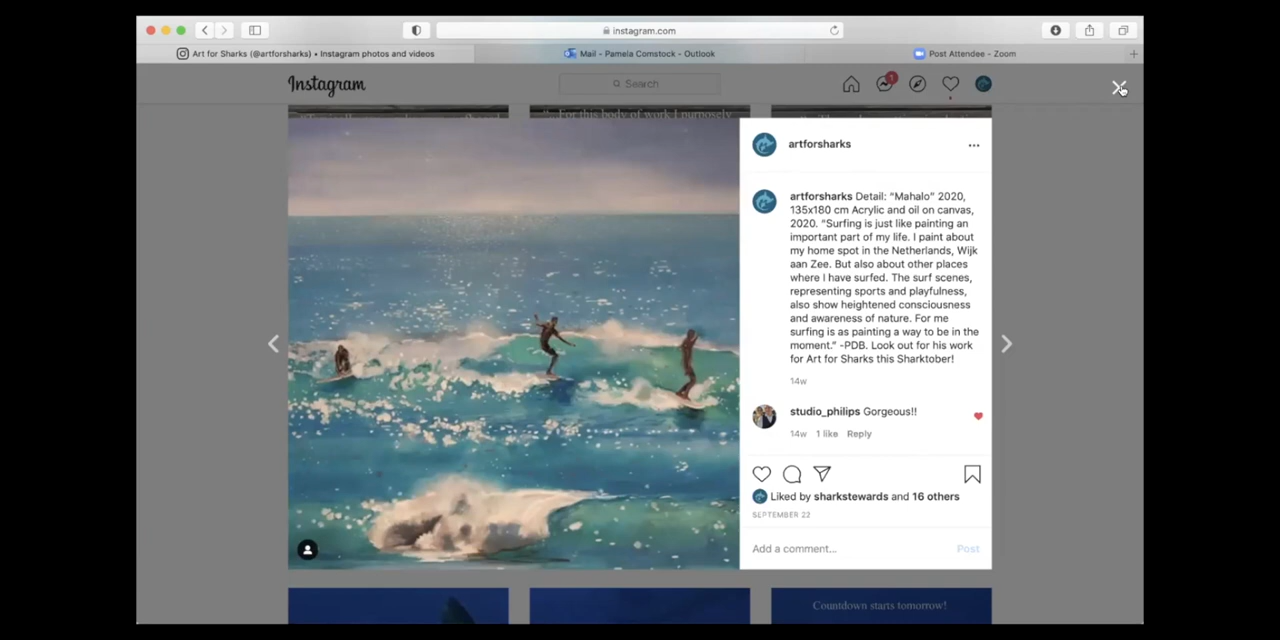 instagram.com
Art for Sharks (@artforsharks) • Instagram photos and videos
Mail - Pamela Comstock - Outlook
Post Attendee - Zoom
Instagram
Search
1
For this body of work I purposely
artforsharks
artforsharks Detail: "Mahalo" 2020,
135x180 cm Acrylic and oil on canvas,
2020. "Surfing is just like painting an
important part of my life. I paint about
my home spot in the Netherlands, Wijk
aan Zee. But also about other places
where I have surfed. The surf scenes,
representing sports and playfulness,
also show heightened consciousness
and awareness of nature. For me
surfing is as painting a way to be in the
moment." -PDB. Look out for his work
for Art for Sharks this Sharktober!
14w
studio_philips Gorgeous!!
14w 1 like Reply
Liked by sharkstewards and 16 others
SEPTEMBER 22
Add a comment... Post
Countdown starts tomorrow!